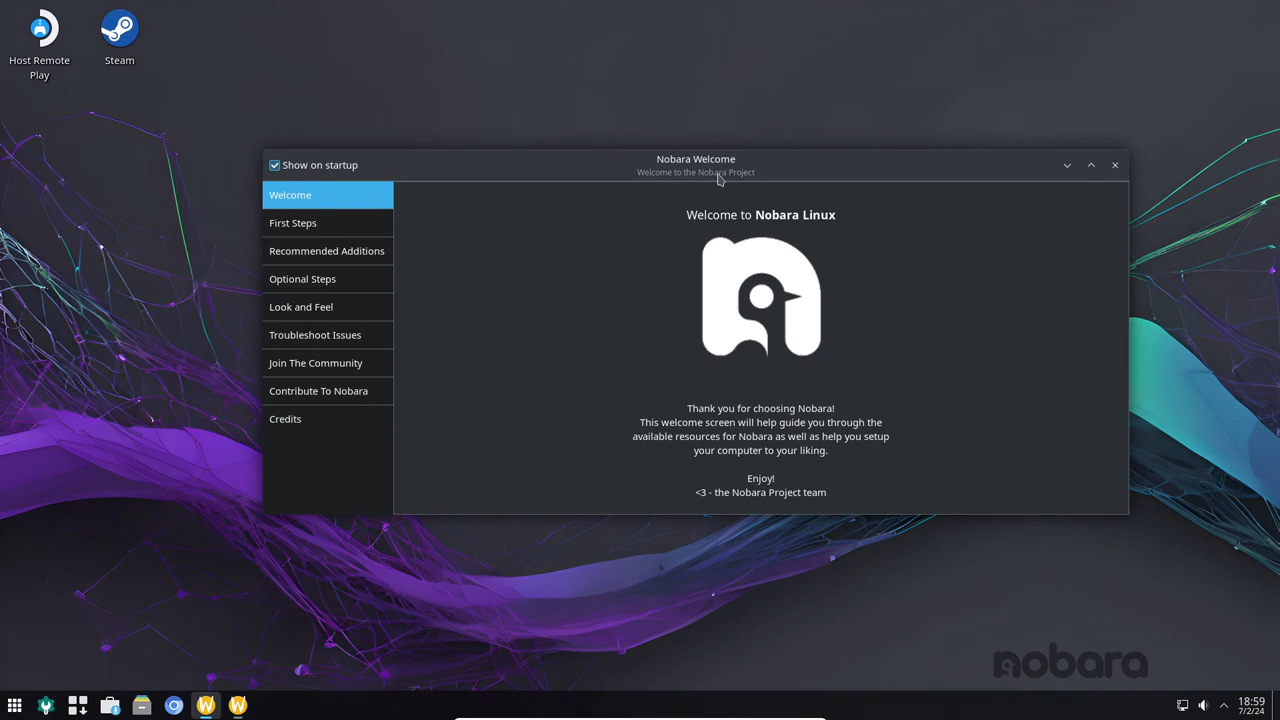 Host Remote
Play
Steam
Show on startup
Nobara Welcome
Welcome to the Nobara Project
Welcome
First Steps
Recommended Additions
Optional Steps
Look and Feel
Troubleshoot Issues
Join The Community
Contribute To Nobara
Credits
Welcome to Nobara Linux
Thank you for choosing Nobara!
This welcome screen will help guide you through the
available resources for Nobara as well as help you setup
your computer to your liking.
Enjoy!
<3 - the Nobara Project team
nobara
W
W
18:59
7/2/24